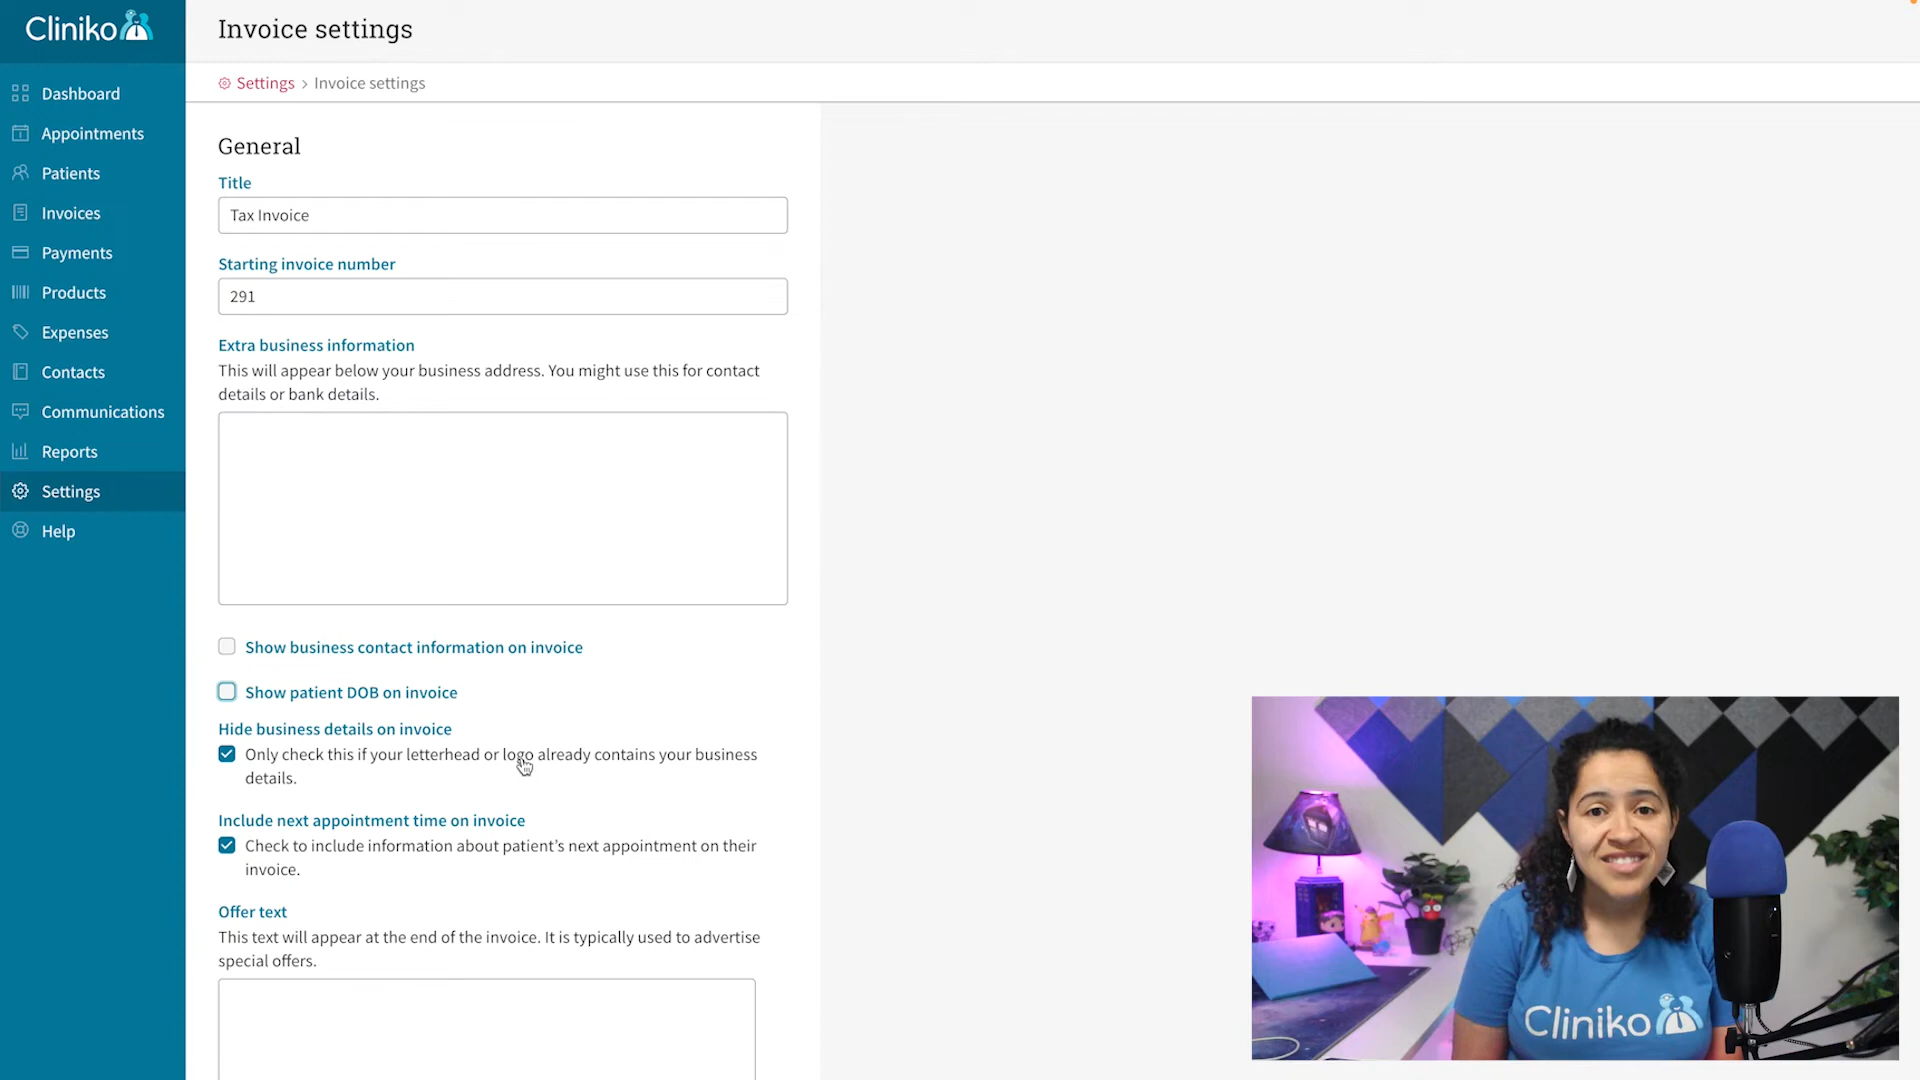 Cliniko
Invoice settings
Settings > Invoice settings
Dashboard
Appointments
Patients
Invoices
Payments
Products
Expenses
Contacts
Communications
Reports
Settings
Help
General
Title
Tax Invoice
Starting invoice number
291
Extra business information
This will appear below your business address. You might use this for contact
details or bank details.
Show business contact information on invoice
Show patient DOB on invoice
Hide business details on invoice
Only check this if your letterhead or logo already contains your business
details.
Include next appointment time on invoice
Check to include information about patient's next appointment on their
invoice.
Offer text
This text will appear at the end of the invoice. It is typically used to advertise
special offers.
Cliniko